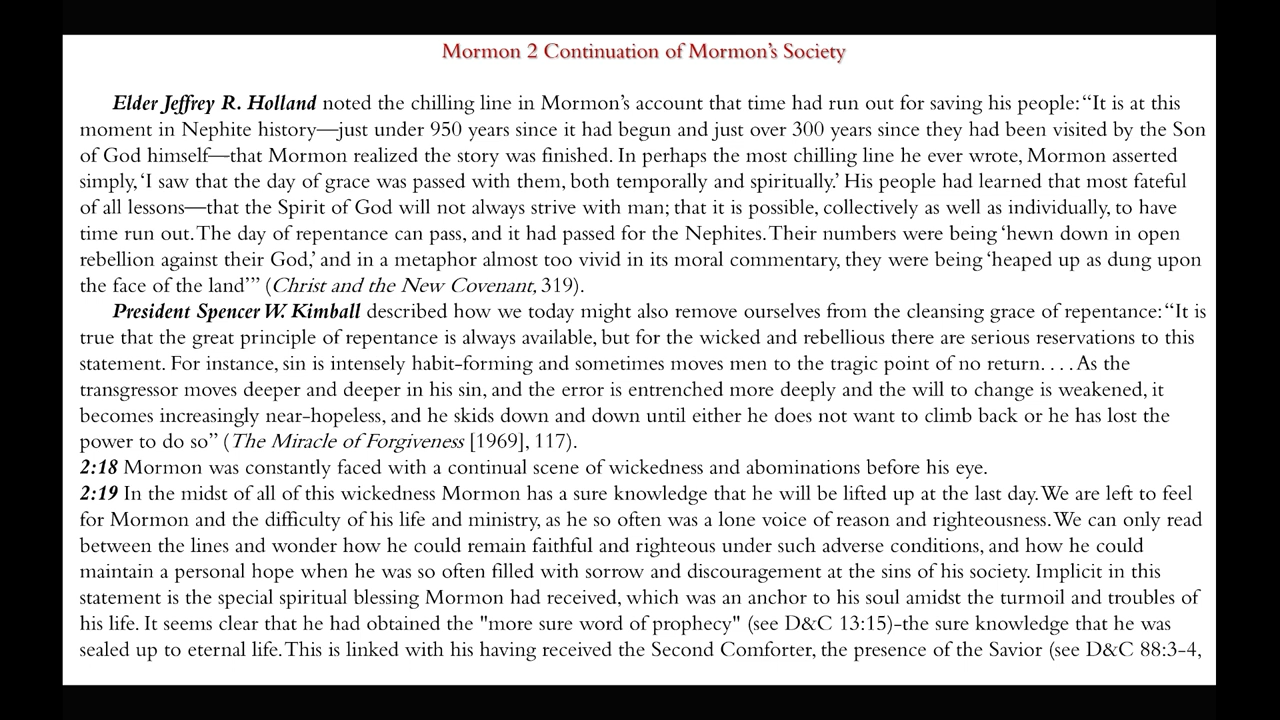 Mormon 2 Continuation of Mormon's Society
Elder Jeffrey R. Holland noted the chilling line in Mormon's account that time had run out for saving his people: “It is at this
moment in Nephite history—just under 950 years since it had begun and just over 300 years since they had been visited by the Son
of God himself—that Mormon realized the story was finished. In perhaps the most chilling line he ever wrote, Mormon asserted
simply, ‘I saw that the day of grace was passed with them, both temporally and spiritually.’ His people had learned that most fateful
of all lessons—that the Spirit of God will not always strive with man; that it is possible, collectively as well as individually, to have
time run out. The day of repentance can pass, and it had passed for the Nephites. Their numbers were being ‘hewn down in open
rebellion against their God,’ and in a metaphor almost too vivid in its moral commentary, they were being ‘heaped up as dung upon
the face of the land’” (Christ and the New Covenant, 319).
President Spencer W. Kimball described how we today might also remove ourselves from the cleansing grace of repentance: “It is
true that the great principle of repentance is always available, but for the wicked and rebellious there are serious reservations to this
statement. For instance, sin is intensely habit-forming and sometimes moves men to the tragic point of no return. . . . As the
transgressor moves deeper and deeper in his sin, and the error is entrenched more deeply and the will to change is weakened, it
becomes increasingly near-hopeless, and he skids down and down until either he does not want to climb back or he has lost the
power to do so” (The Miracle of Forgiveness [1969], 117).
2:18 Mormon was constantly faced with a continual scene of wickedness and abominations before his eye.
2:19 In the midst of all of this wickedness Mormon has a sure knowledge that he will be lifted up at the last day. We are left to feel
for Mormon and the difficulty of his life and ministry, as he so often was a lone voice of reason and righteousness. We can only read
between the lines and wonder how he could remain faithful and righteous under such adverse conditions, and how he could
maintain a personal hope when he was so often filled with sorrow and discouragement at the sins of his society. Implicit in this
statement is the special spiritual blessing Mormon had received, which was an anchor to his soul amidst the turmoil and troubles of
his life. It seems clear that he had obtained the "more sure word of prophecy" (see D&C 13:15)-the sure knowledge that he was
sealed up to eternal life. This is linked with his having received the Second Comforter, the presence of the Savior (see D&C 88:3-4,